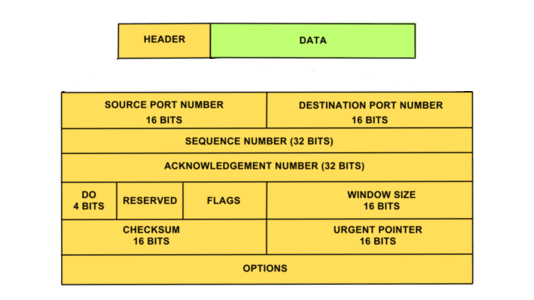 HEADER
DATA
SOURCE PORT NUMBER
16 BITS
DESTINATION PORT NUMBER
16 BITS
SEQUENCE NUMBER (32 BITS)
ACKNOWLEDGEMENT NUMBER (32 BITS)
DO
4 BITS
RESERVED
FLAGS
WINDOW SIZE
16 BITS
CHECKSUM
16 BITS
URGENT POINTER
16 BITS
OPTIONS